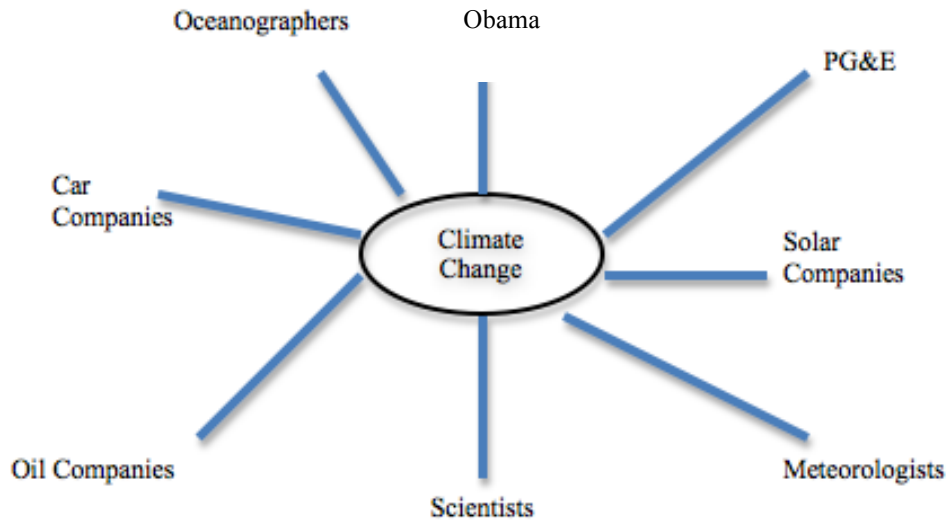 Oceanographers
Obama
PG&E
Car
Companies
Climate
Change
Solar
Companies
Oil Companies
Scientists
Meteorologists